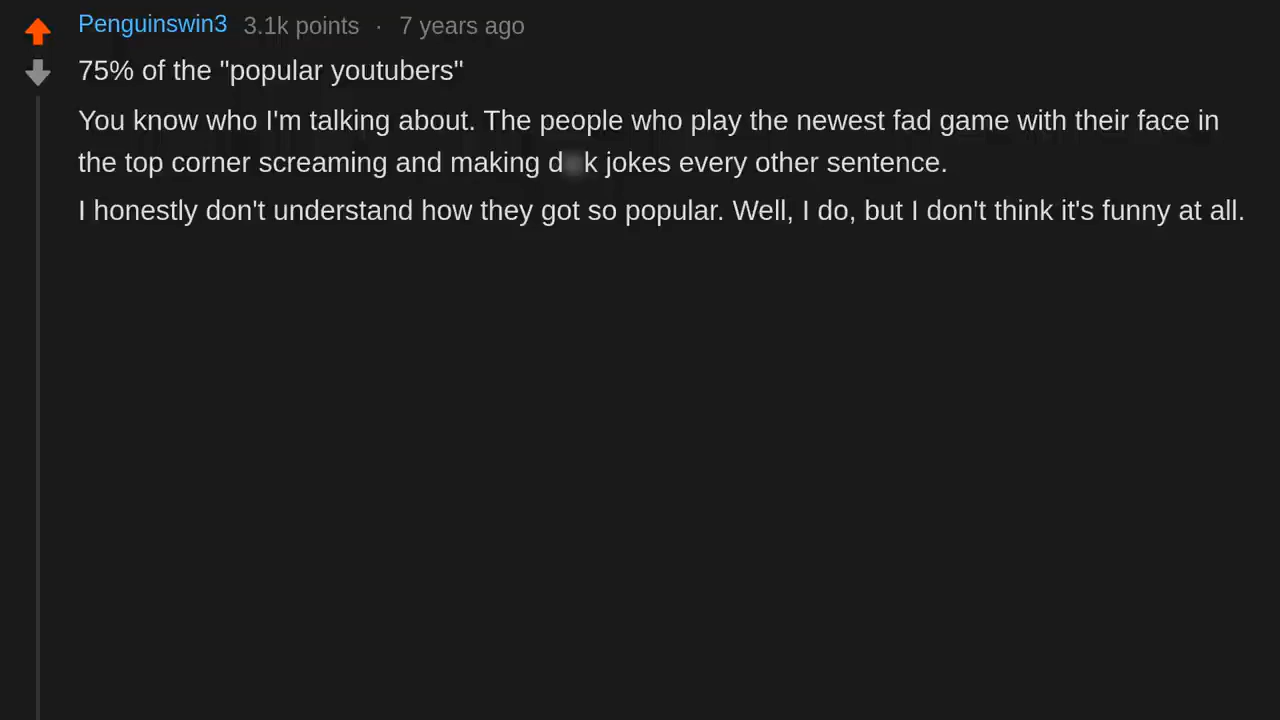 Penguinswin3 3.1k points · 7 years ago
75% of the "popular youtubers"
You know who I'm talking about. The people who play the newest fad game with their face in
the top corner screaming and making d k jokes every other sentence.
I honestly don't understand how they got so popular. Well, I do, but I don't think it's funny at all.